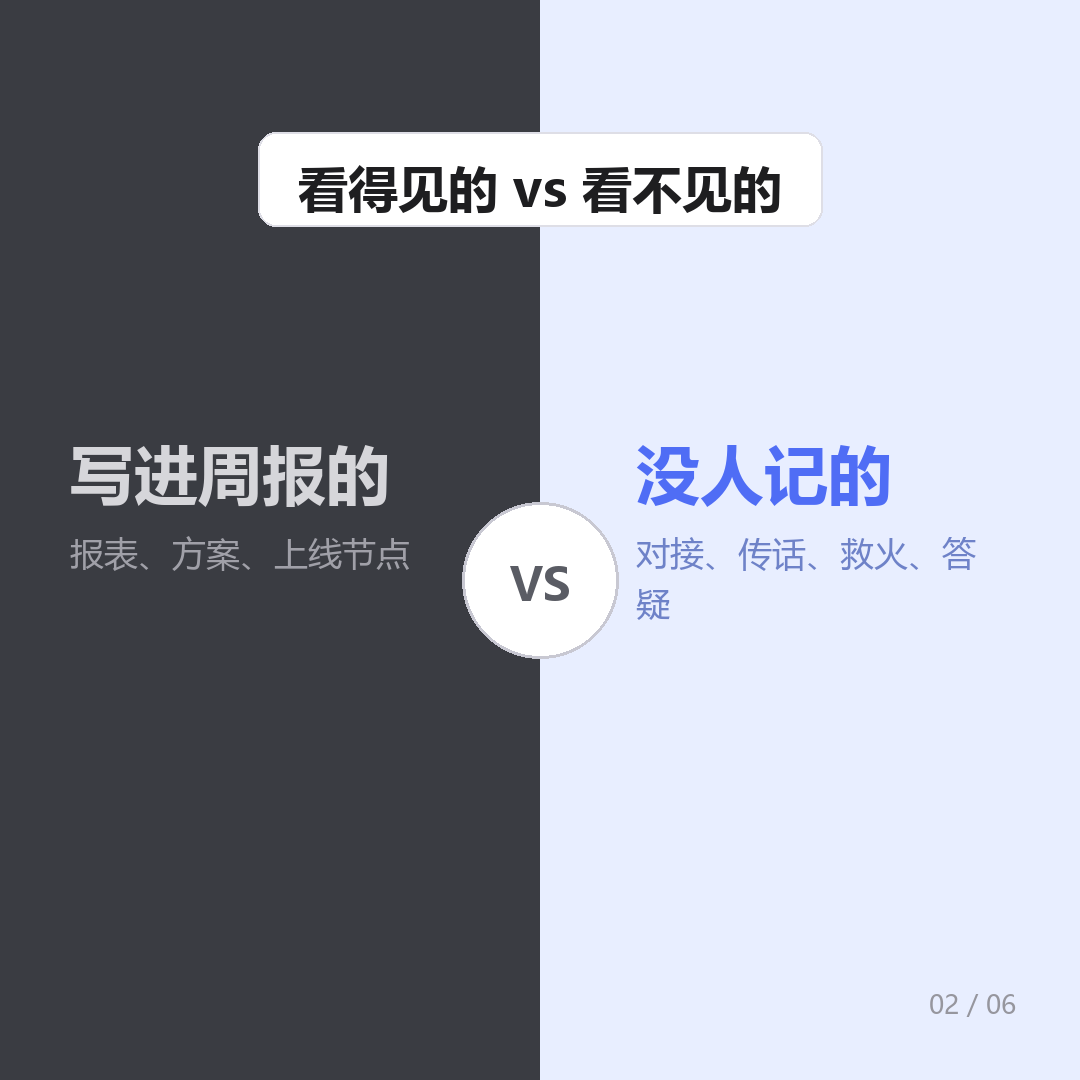 看得见的 vs 看不见的
写进周报的
报表、方案、上线节点
VS
没人记的
对接、传话、救火、答
疑
02 / 06